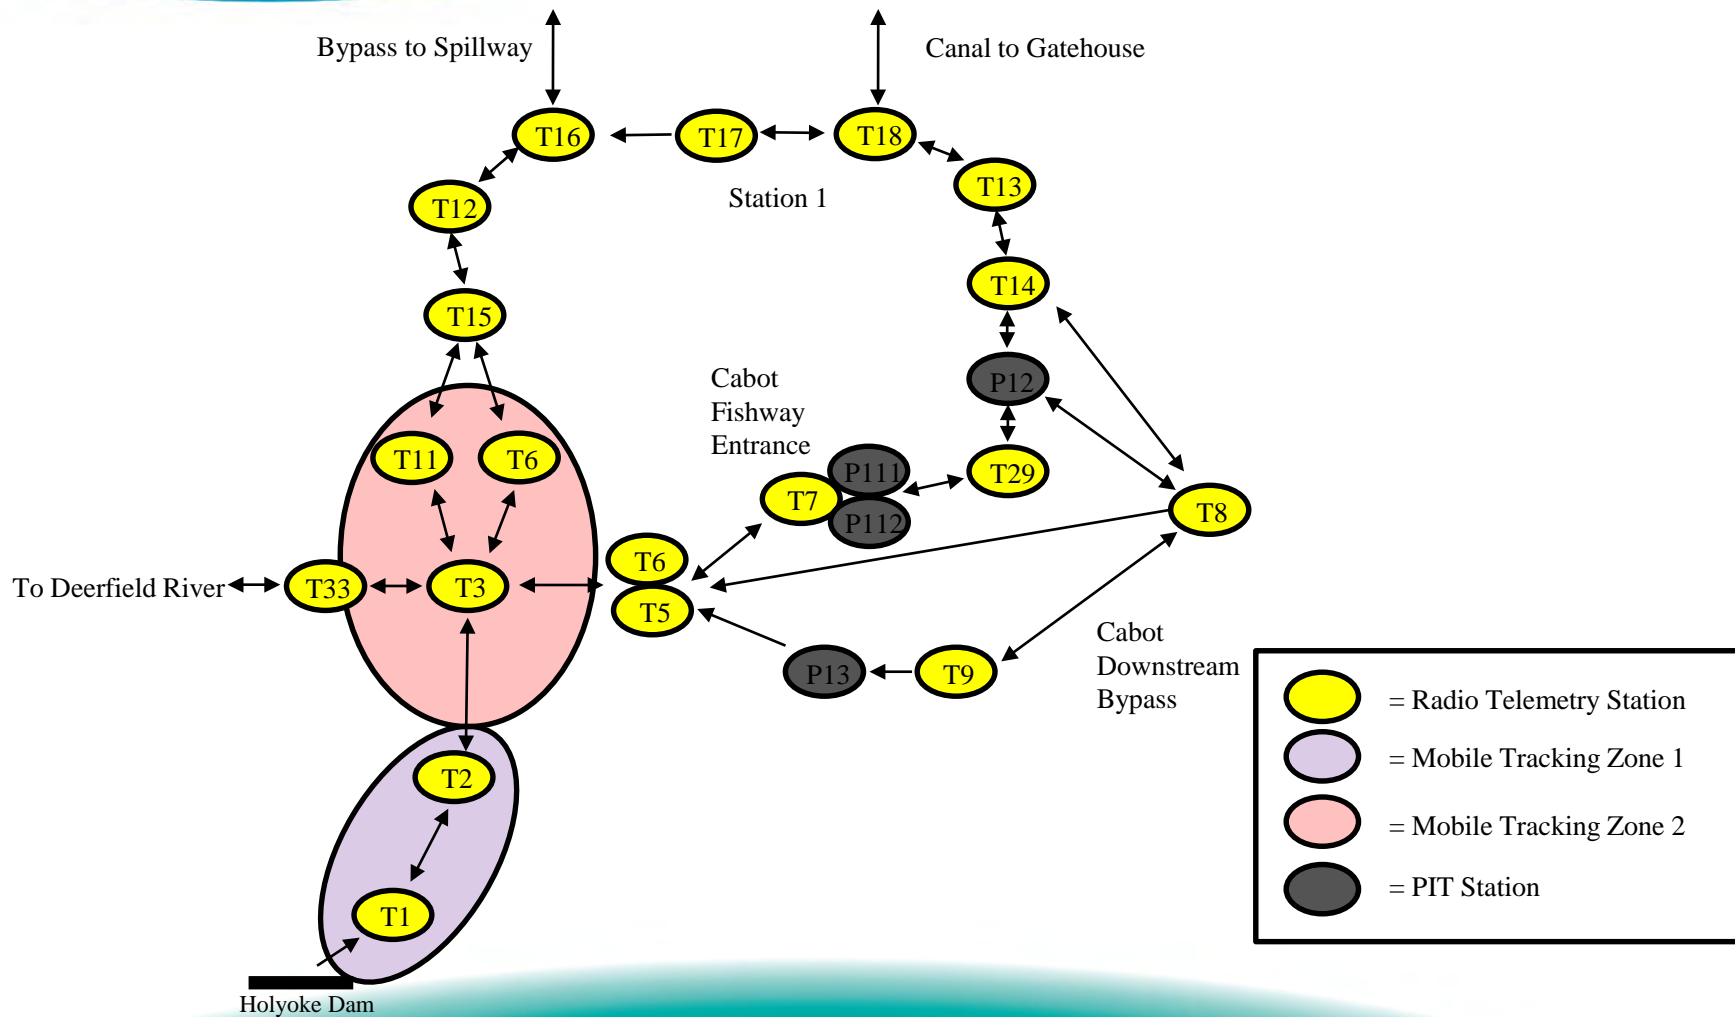 Bypass to Spillway
Canal to Gatehouse
T16
T17
T18
T12
Station 1
T13
T15
T14
Cabot
Fishway
Entrance
P12
T11
T6
T7
P111
P112
T29
T8
T6
T5
To Deerfield River
T33
T3
P13
T9
Cabot
Downstream
Bypass
T2
T1
Holyoke Dam
= Radio Telemetry Station
= Mobile Tracking Zone 1
= Mobile Tracking Zone 2
= PIT Station